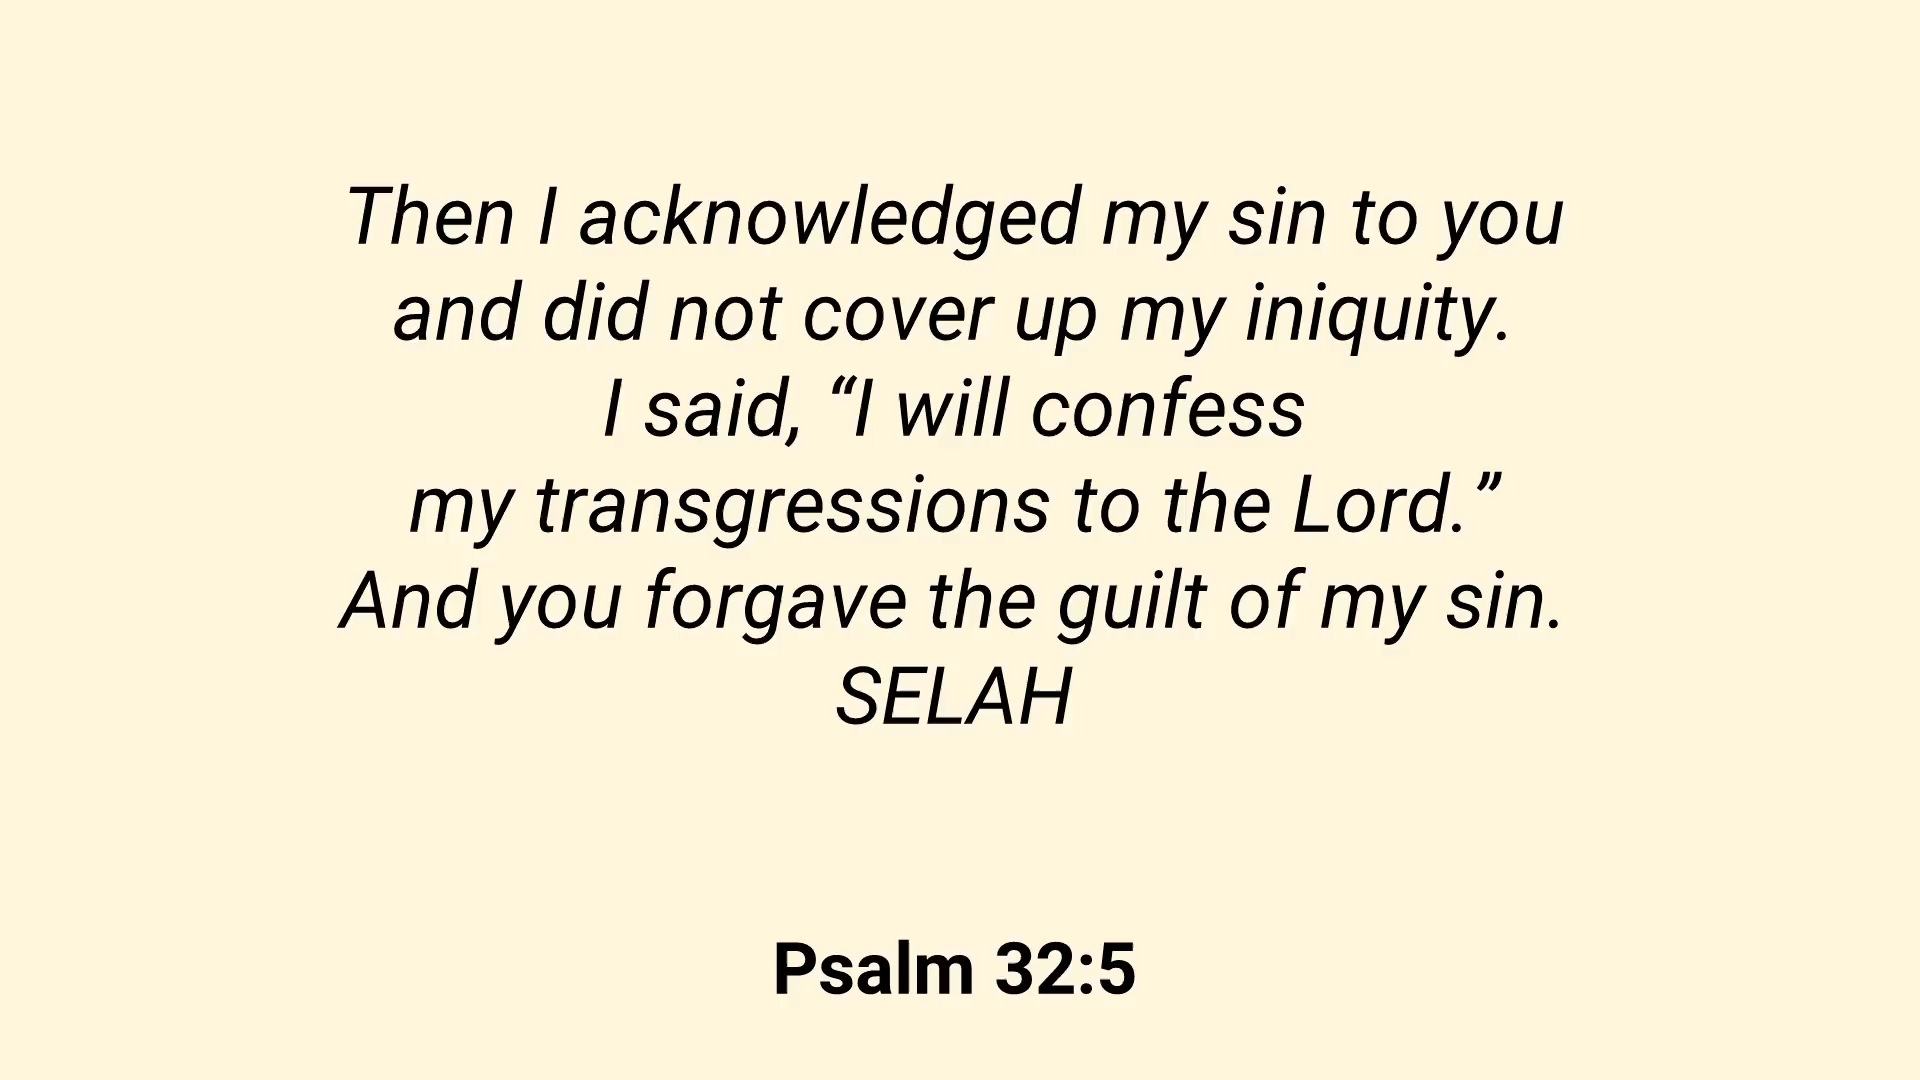 Then I acknowledged my sin to you
and did not cover up my iniquity.
I said, “I will confess
my transgressions to the Lord.”
And you forgave the guilt of my sin.
SELAH
Psalm 32:5